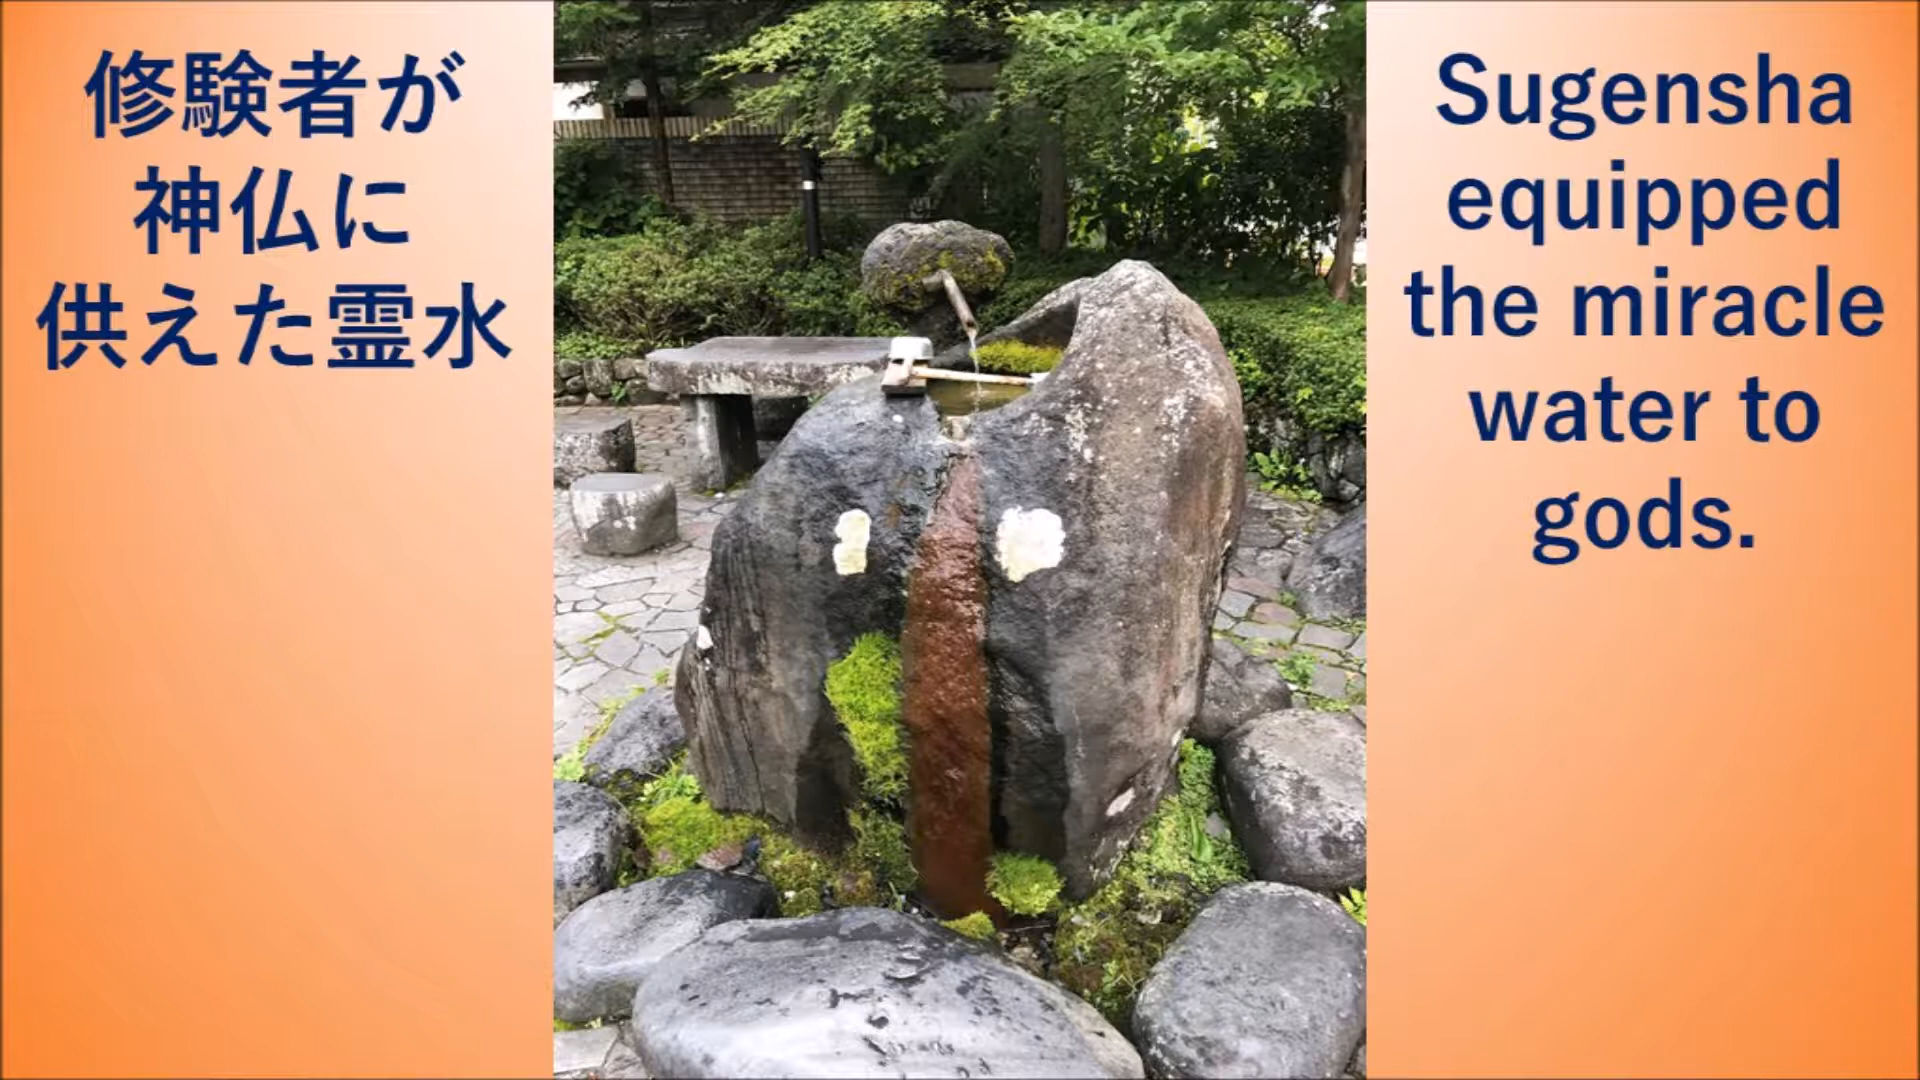 修験者が
神仏に
供えた霊水
Sugensha
equipped
the miracle
water to
gods.